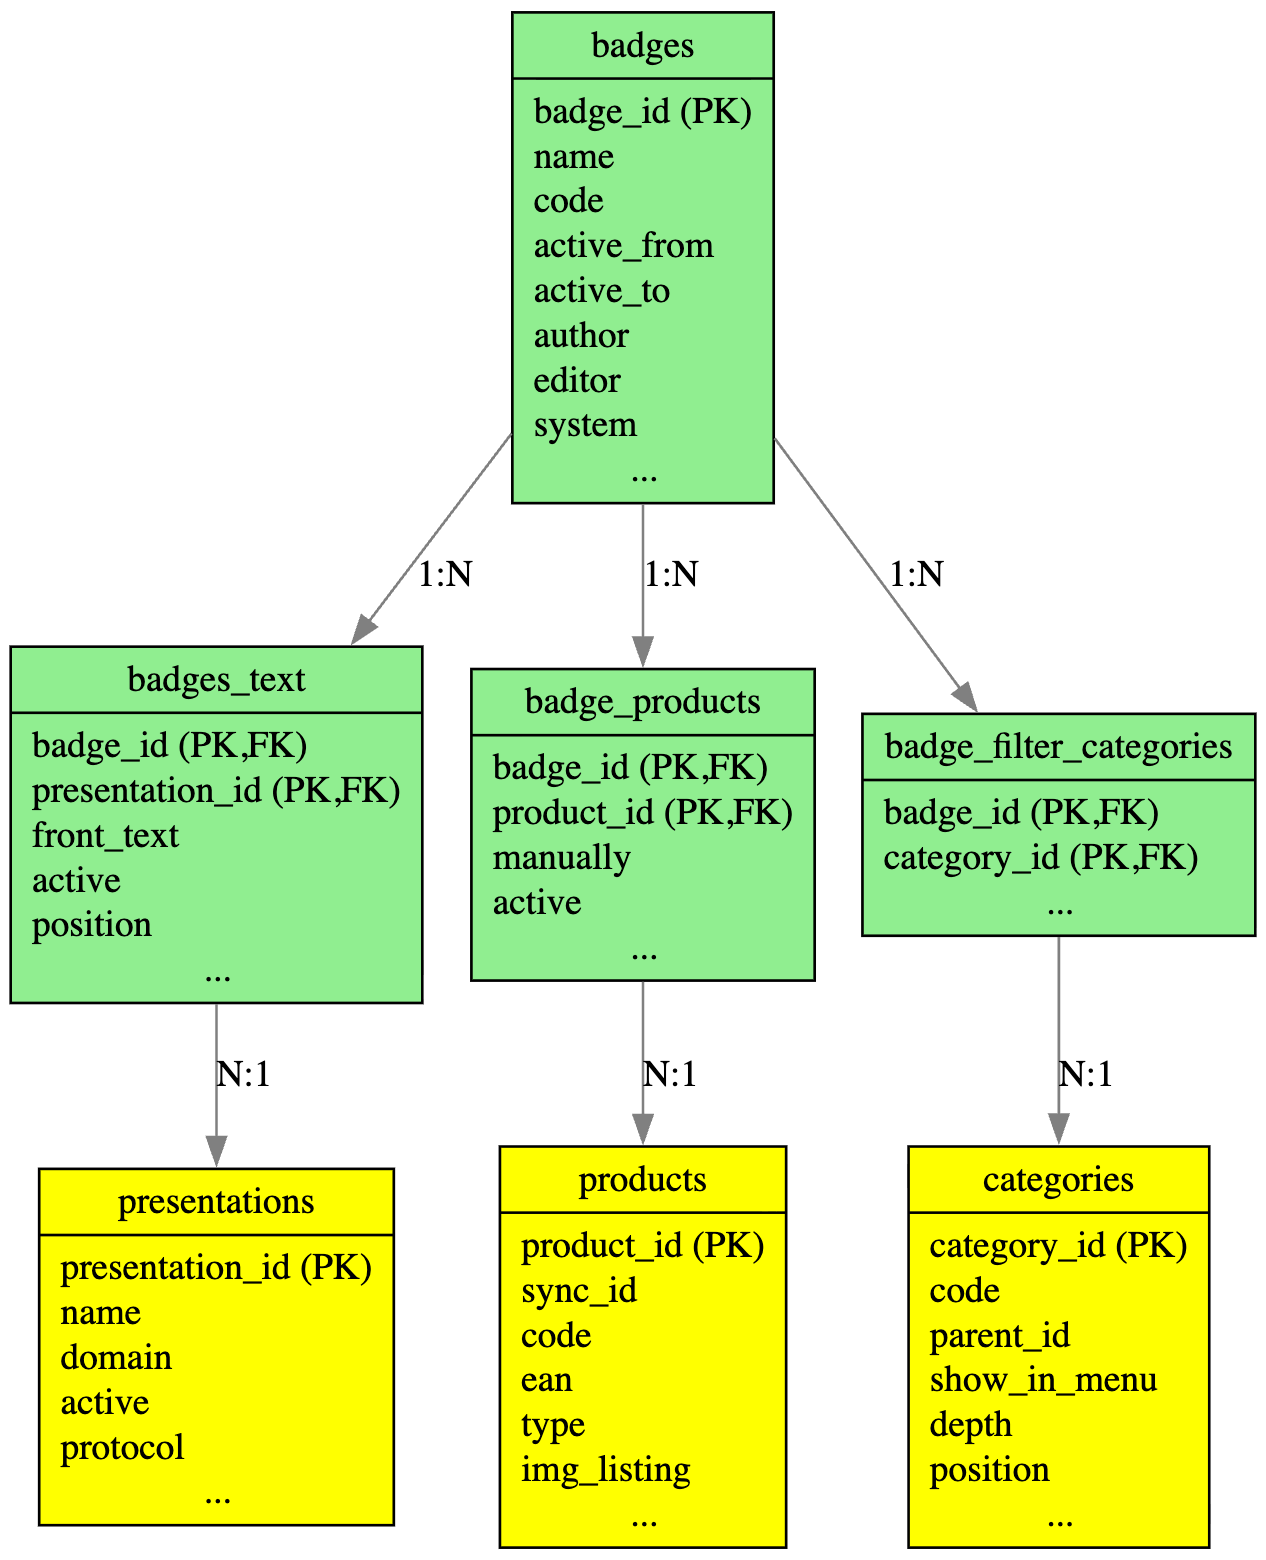 badges
badge_id (PK)
name
code
active_from
active_to
author
editor
system
...
1:N
1:N
1:N
badges_text
badge_id (PK,FK)
presentation_id (PK,FK)
front_text
active
position
...
badge_products
badge_id (PK,FK)
product_id (PK,FK)
manually
active
...
badge_filter_categories
badge_id (PK,FK)
category_id (PK,FK)
...
N:1
N:1
N:1
presentations
presentation_id (PK)
name
domain
active
protocol
...
products
product_id (PK)
sync_id
code
ean
type
img_listing
...
categories
category_id (PK)
code
parent_id
show_in_menu
depth
position
...